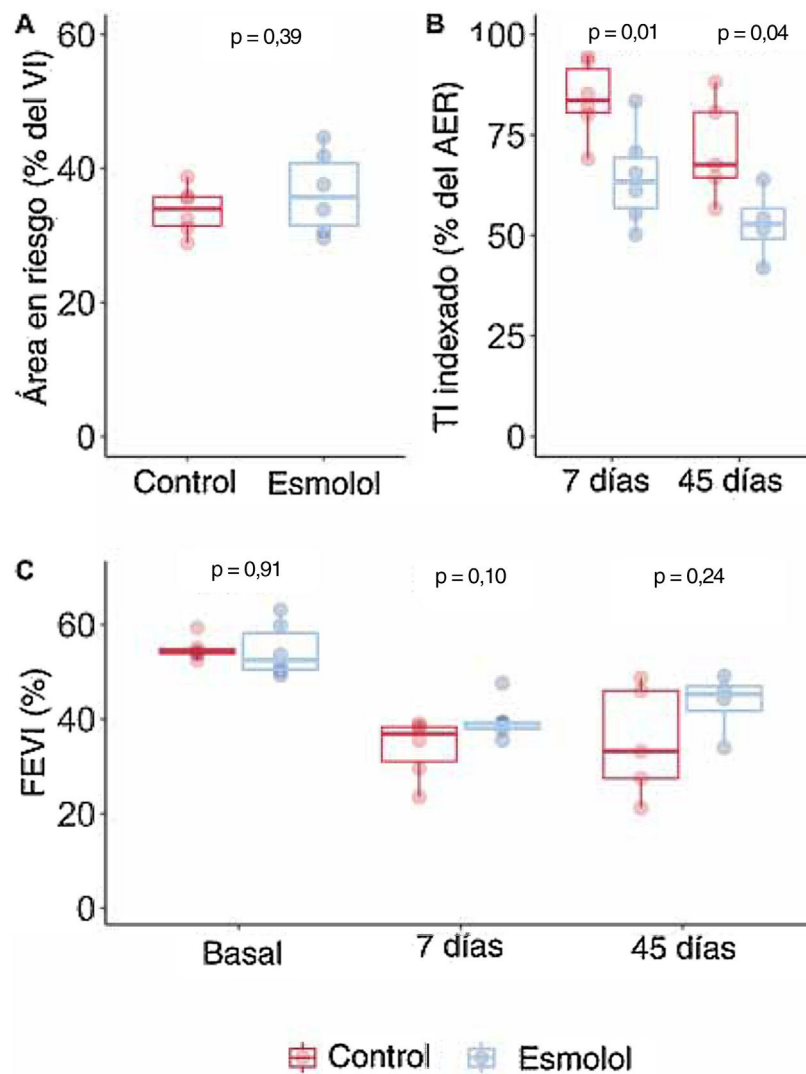 A
Área en riesgo (% del VI)
60
40
20
0
p = 0,39
Control
Esmolol
B
TI indexado (% del AER)
100
75
50
25
0
p = 0,01
p = 0,04
7 días
45 días
C
FEVI (%)
60
40
20
0
p = 0,91
p = 0,10
p = 0,24
Basal
7 días
45 días
Control
Esmolol